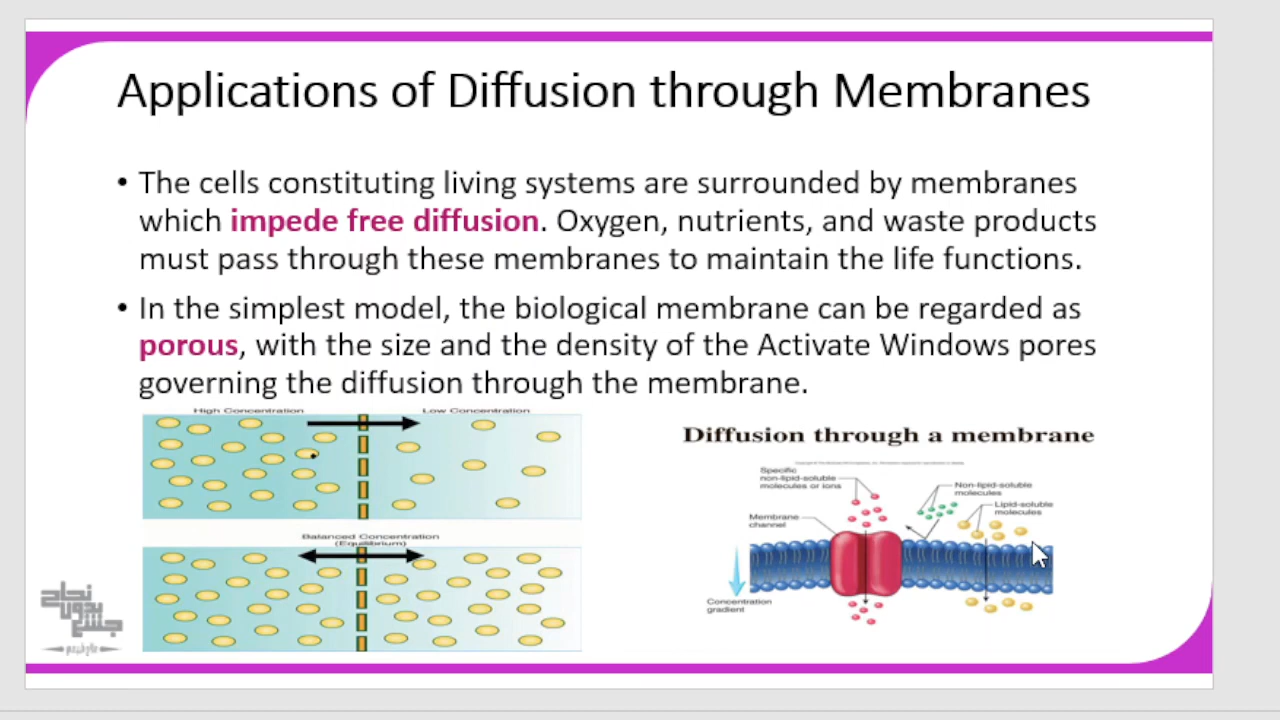 Applications of Diffusion through Membranes
• The cells constituting living systems are surrounded by membranes
which impede free diffusion. Oxygen, nutrients, and waste products
must pass through these membranes to maintain the life functions.
• In the simplest model, the biological membrane can be regarded as
porous, with the size and the density of the Activate Windows pores
governing the diffusion through the membrane.
High Concentration
Low Concentration
Balanced Concentration
(Equilibrium)
Diffusion through a membrane
Specific
non-lipid-soluble
molecules or ions
Non-lipid-soluble
molecules
Lipid-soluble
molecules
Membrane
channel
Concentration
gradient